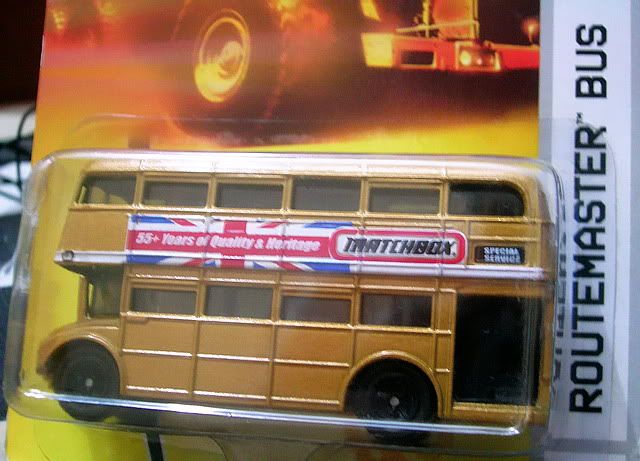 55+ Years of Quality & Heritage
MATCHBOX
SPECIAL
SERVICE
ROUTEMASTER™ BUS